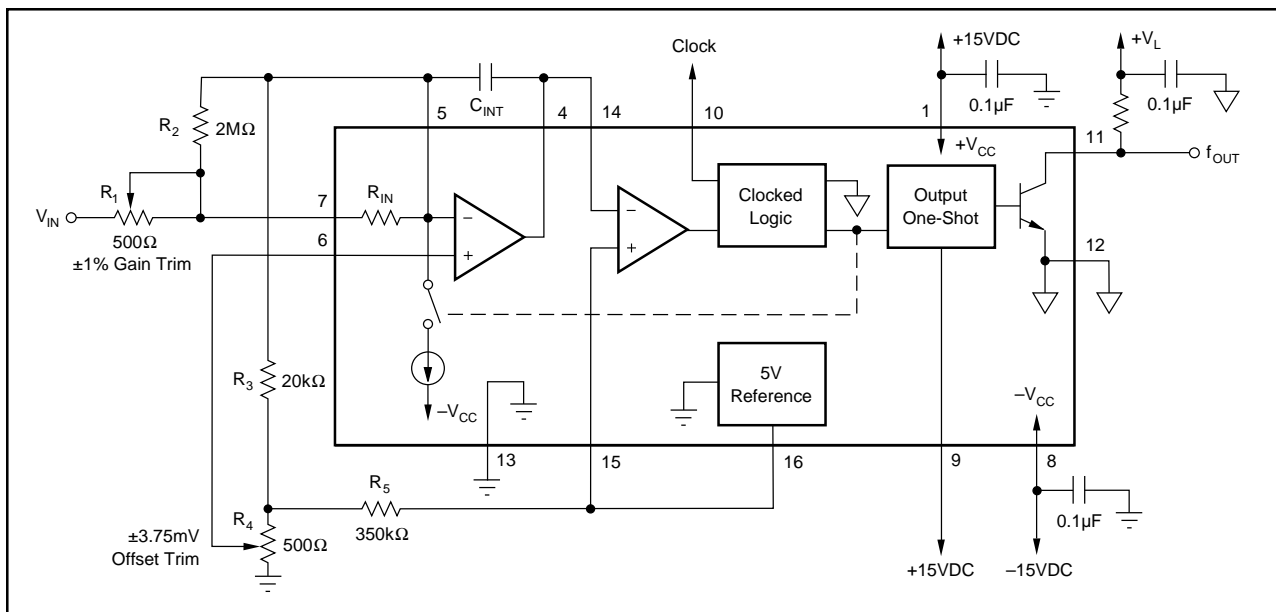 +15VDC
+V_L
Clock
0.1µF
0.1µF
C_INT
5
4
14
10
1
R_2
2MΩ
11
+V_CC
f_OUT
R_1
V_IN
7
R_IN
–
–
Clocked
Logic
Output
One-Shot
500Ω
±1% Gain Trim
6
+
+
12
R_3
20kΩ
5V
Reference
–V_CC
–V_CC
13
15
16
9
8
R_5
350kΩ
0.1µF
R_4
500Ω
±3.75mV
Offset Trim
+15VDC
–15VDC